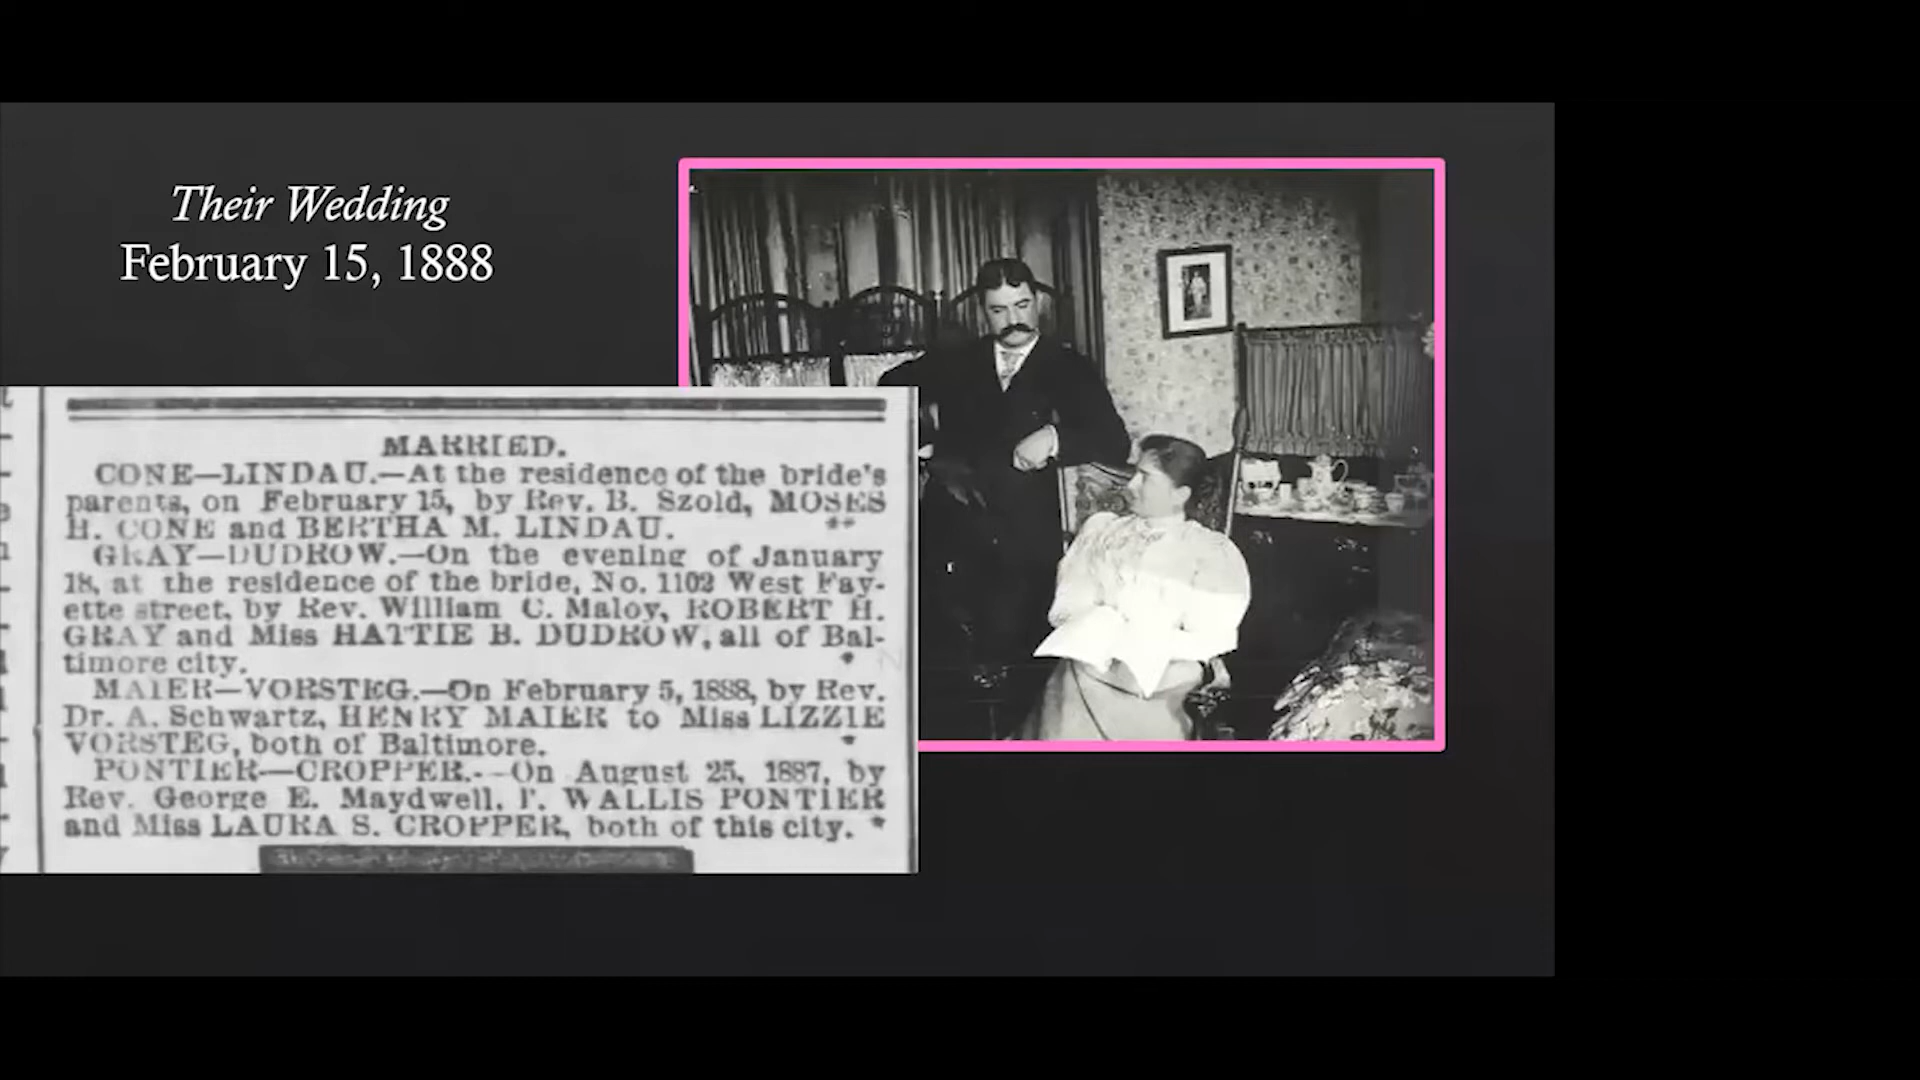 Their Wedding
February 15, 1888
MARRIED.
CONE—LINDAU.—At the residence of the bride's
parents, on February 15, by Rev. B. Szold, MOSES
H. CONE and BERTHA M. LINDAU. **
GRAY—DUDROW.—On the evening of January
18, at the residence of the bride, No. 1102 West Fay-
ette street, by Rev. William C. Maloy, ROBERT H.
GRAY and Miss HATTIE B. DUDROW, all of Bal-
timore city. *
MAIER—VORSTEG.—On February 5, 1888, by Rev.
Dr. A. Schwartz, HENRY MAIER to Miss LIZZIE
VORSTEG, both of Baltimore. *
PONTIER—CROPPER.—On August 25, 1887, by
Rev. George E. Maydwell, WALLIS PONTIER
and Miss LAURA S. CROPPER, both of this city. *